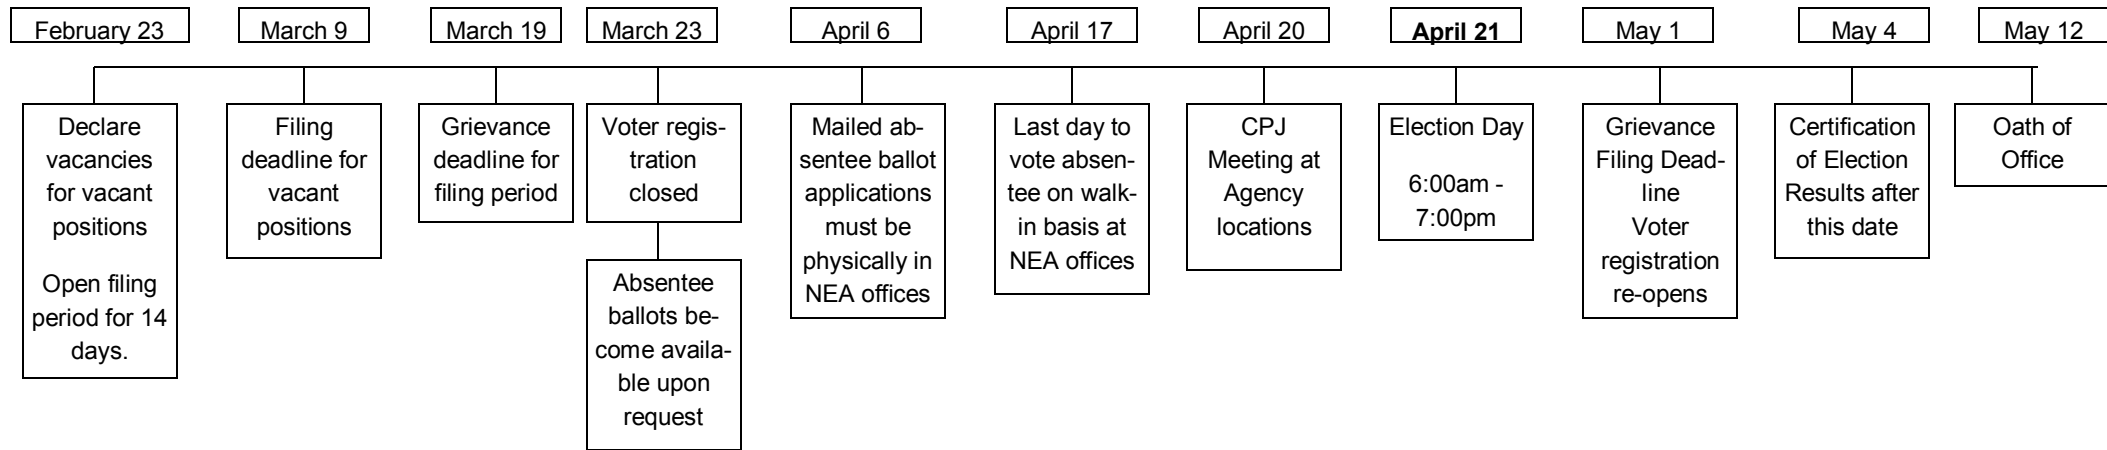 February 23
March 9
March 19
March 23
April 6
April 17
April 20
April 21
May 1
May 4
May 12
Declare
vacancies
for vacant
positions
Open filing
period for 14
days.
Filing
deadline for
vacant
positions
Grievance
deadline for
filing period
Voter regis-
tration
closed
Absentee
ballots be-
come availa-
ble upon
request
Mailed ab-
sentee ballot
applications
must be
physically in
NEA offices
Last day to
vote absen-
tee on walk-
in basis at
NEA offices
CPJ
Meeting at
Agency
locations
Election Day
6:00am -
7:00pm
Grievance
Filing Dead-
line
Voter
registration
re-opens
Certification
of Election
Results after
this date
Oath of
Office